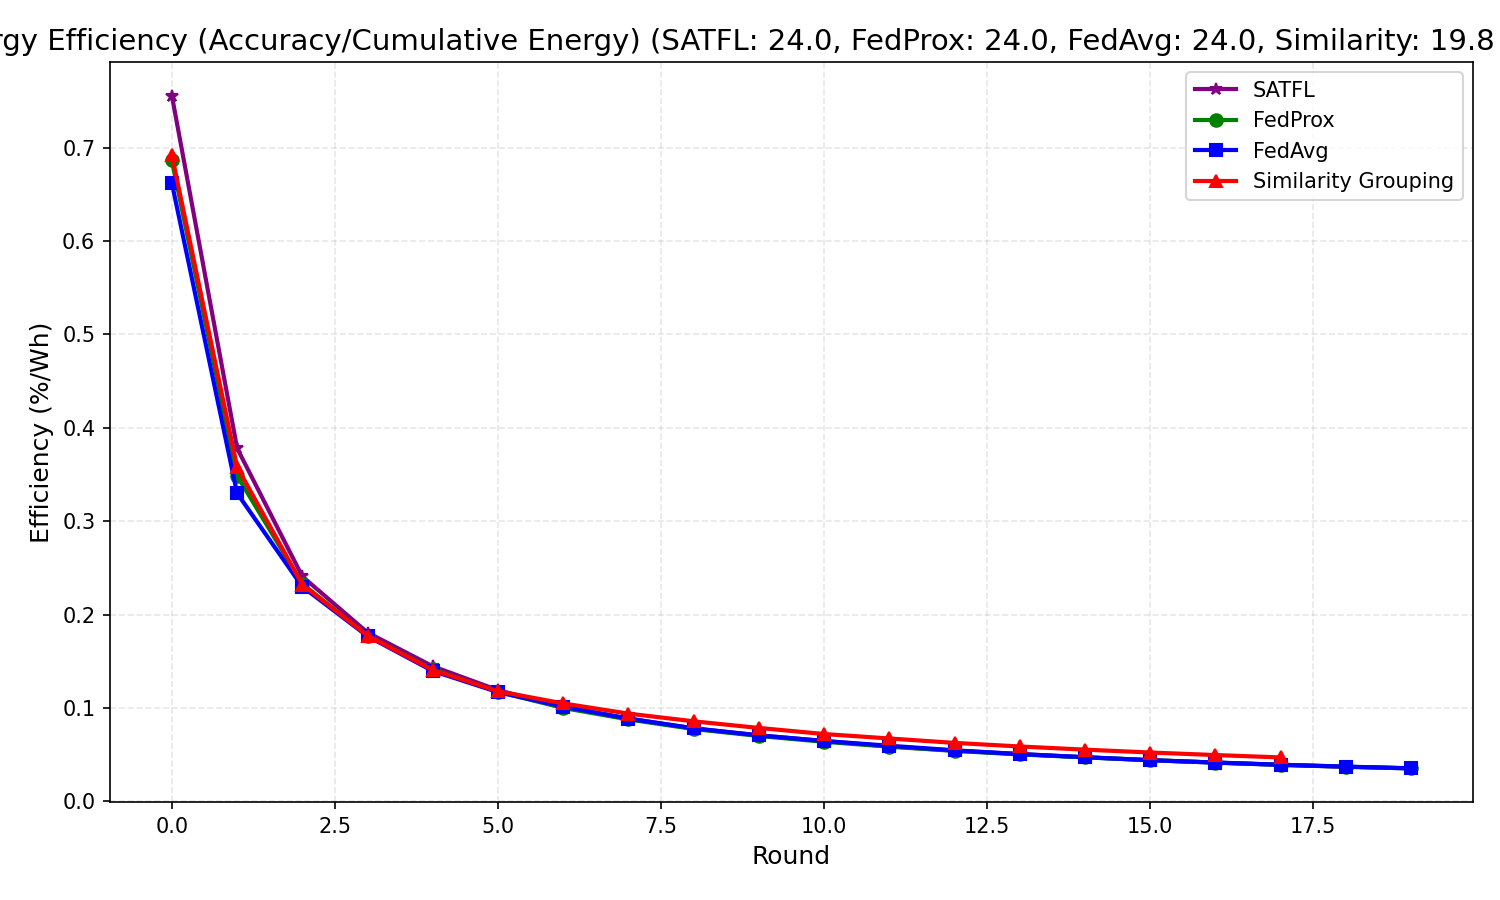 rgy Efficiency (Accuracy/Cumulative Energy) (SATFL: 24.0, FedProx: 24.0, FedAvg: 24.0, Similarity: 19.8
SATFL
FedProx
FedAvg
Similarity Grouping
Efficiency (%/Wh)
0.7
0.6
0.5
0.4
0.3
0.2
0.1
0.0
0.0 2.5 5.0 7.5 10.0 12.5 15.0 17.5
Round